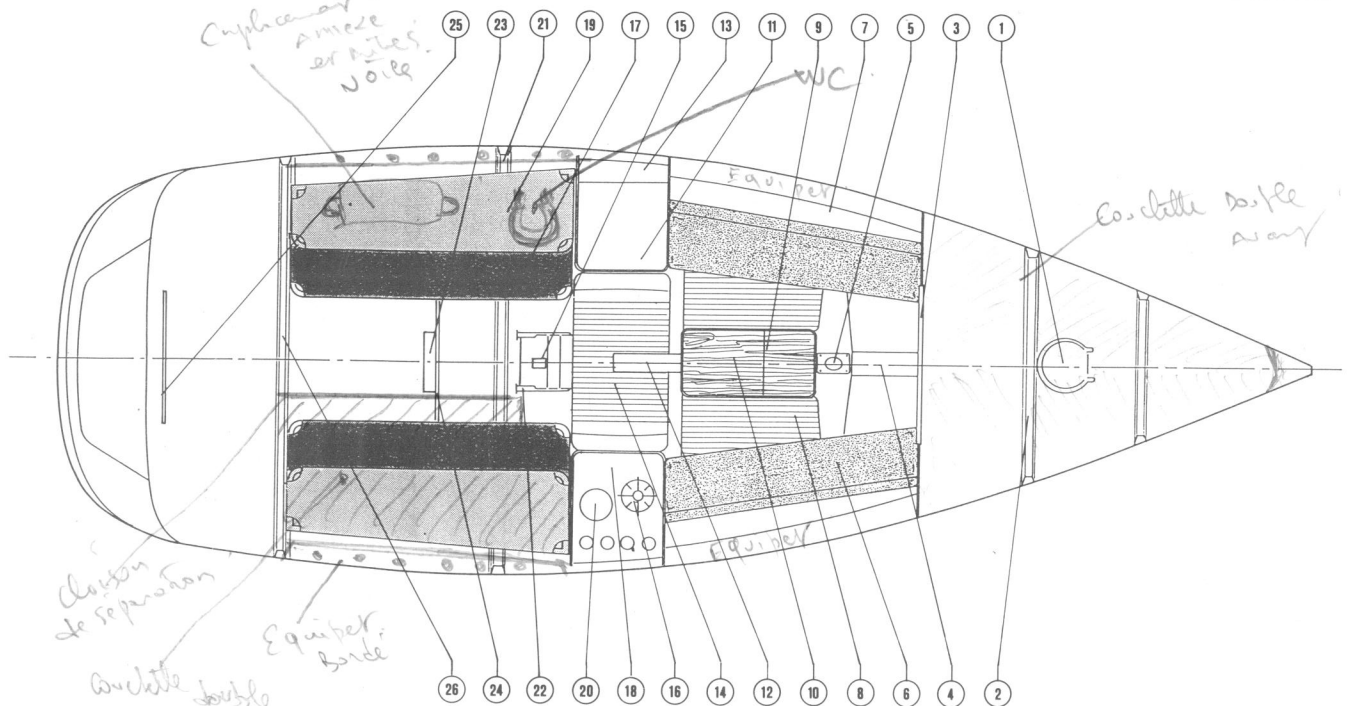 Emplacement
Annexe
et
Voile
25 23 21 19 17 15 13 11 9 7 5 3 1
WC
Equipet
Couchette Double
Avant
Equipet
Cloison
de séparation
Equipet
Bordé
Couchette
double
26 24 22 20 18 16 14 12 10 8 6 4 2